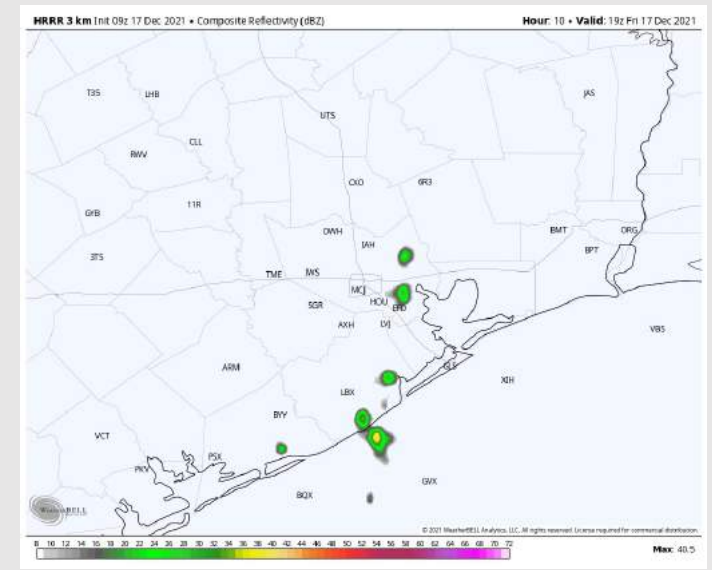 HRRR 3 km Init 09z 17 Dec 2021 • Composite Reflectivity (dBZ) Hour: 10 • Valid: 19z Fri 17 Dec 2021
T35 LHB JAS
UTS
CLL
RWV
CXO 6R3
11R
GYB
DWH BMT ORG
3TS IAH BPT
TME IWS
MCJ
SGR HOU EFD
AXH LVJ VBS
ARM GLS XIH
LBX
BYY
VCT
PSX
PKV
GVX
BQX
WeatherBELL
© 2021 WeatherBELL Analytics, LLC. All rights reserved. License required for commercial distribution.
8 10 12 14 16 18 20 22 24 26 28 30 32 34 36 38 40 42 44 46 48 50 52 54 56 58 60 62 64 66 68 70 72 Max: 40.5